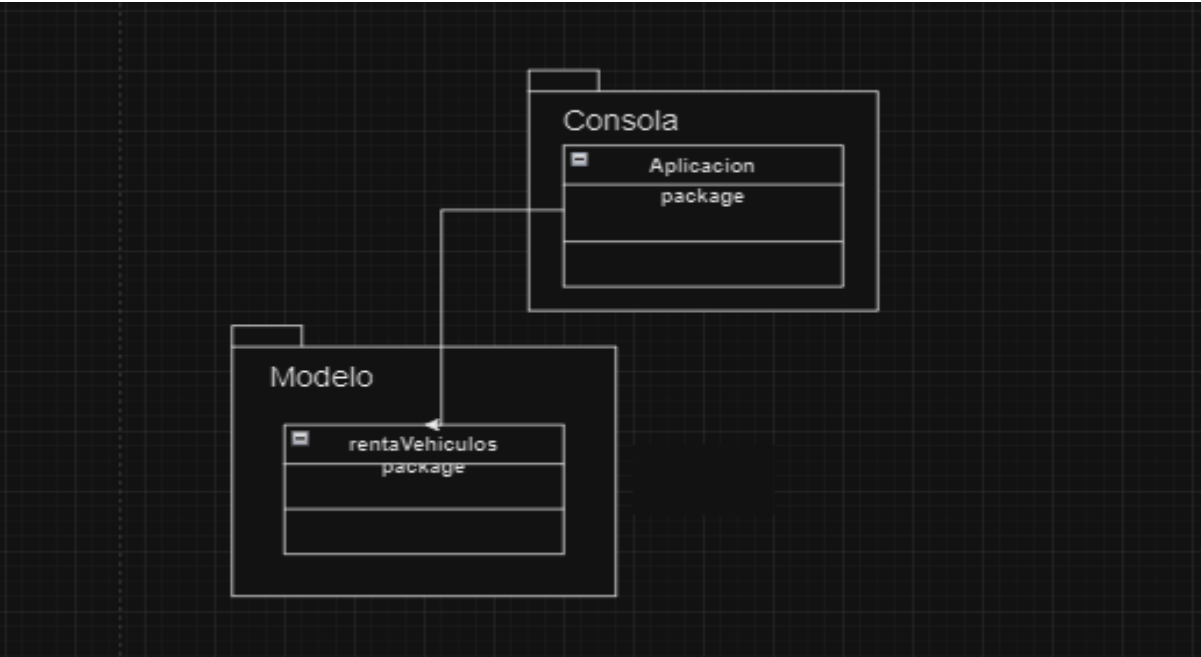 Consola
Aplicacion
package
Modelo
rentaVehiculos
package